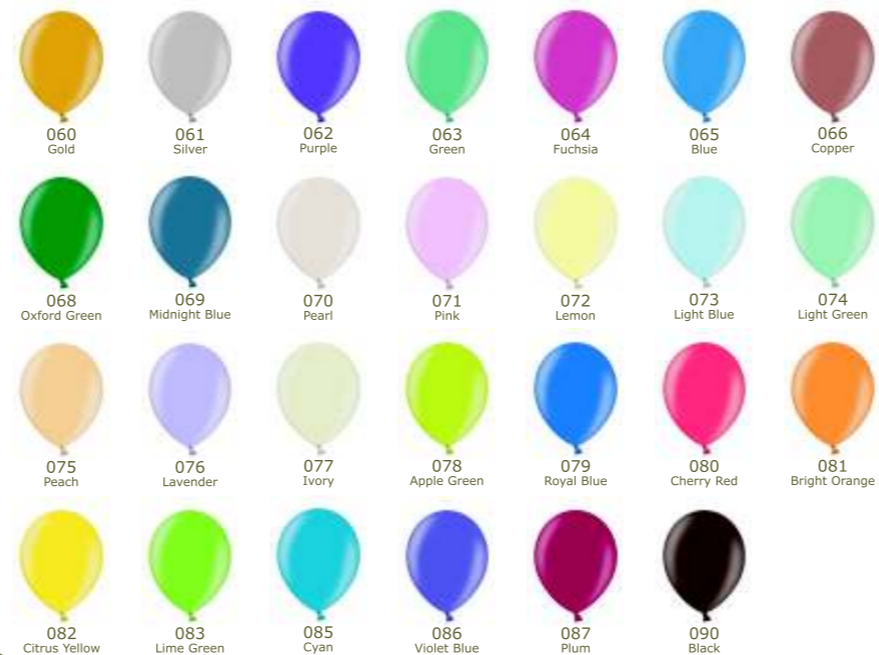 060 061 062 063 064 065 066
Gold Silver Purple Green Fuchsia Blue Copper
068 069 070 071 072 073 074
Oxford Green Midnight Blue Pearl Pink Lemon Light Blue Light Green
075 076 077 078 079 080 081
Peach Lavender Ivory Apple Green Royal Blue Cherry Red Bright Orange
082 083 085 086 087 090
Citrus Yellow Lime Green Cyan Violet Blue Plum Black